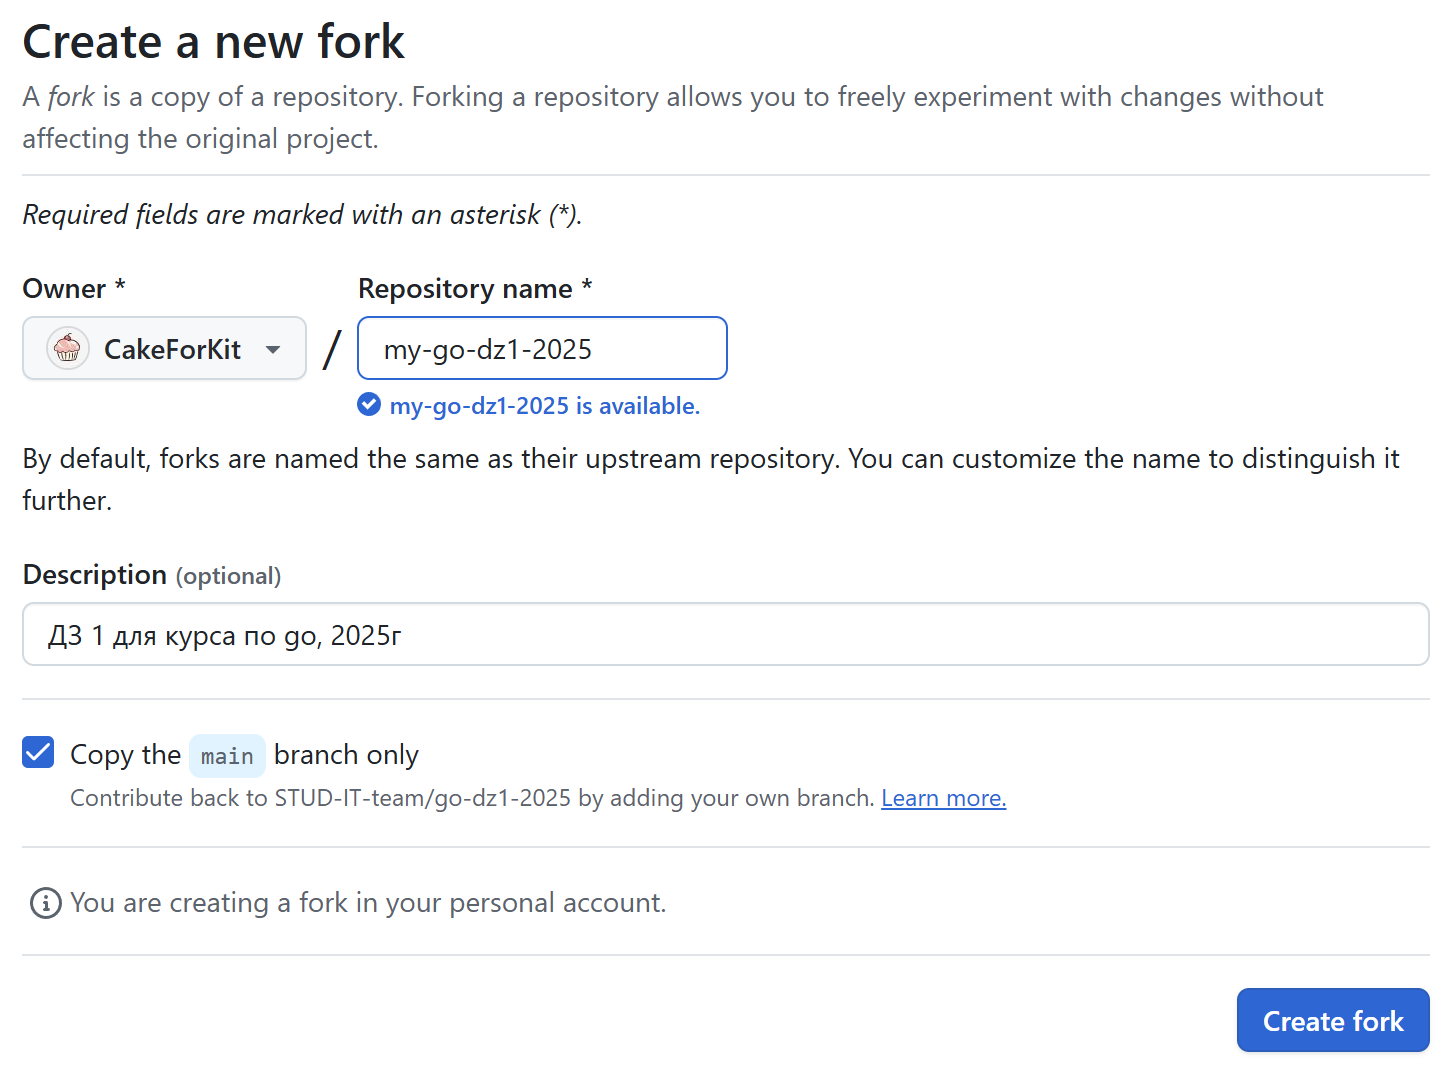 Create a new fork
A fork is a copy of a repository. Forking a repository allows you to freely experiment with changes without
affecting the original project.
Required fields are marked with an asterisk (*).
Owner *
Repository name *
CakeForKit
/
my-go-dz1-2025
my-go-dz1-2025 is available.
By default, forks are named the same as their upstream repository. You can customize the name to distinguish it
further.
Description (optional)
ДЗ 1 для курса по go, 2025г
Copy the main branch only
Contribute back to STUD-IT-team/go-dz1-2025 by adding your own branch. Learn more.
You are creating a fork in your personal account.
Create fork